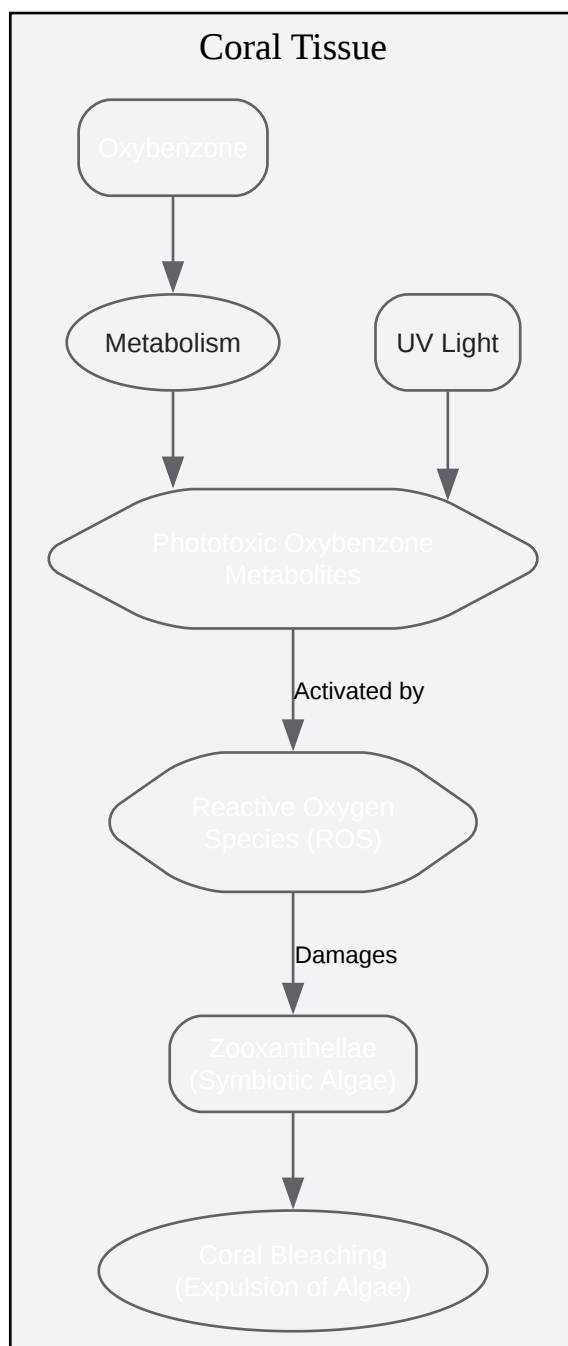 Coral Tissue
Oxybenzone
Metabolism
UV Light
Phototoxic Oxybenzone
Metabolites
Activated by
Reactive Oxygen
Species (ROS)
Damages
Zooxanthellae
(Symbiotic Algae)
Coral Bleaching
(Expulsion of Algae)